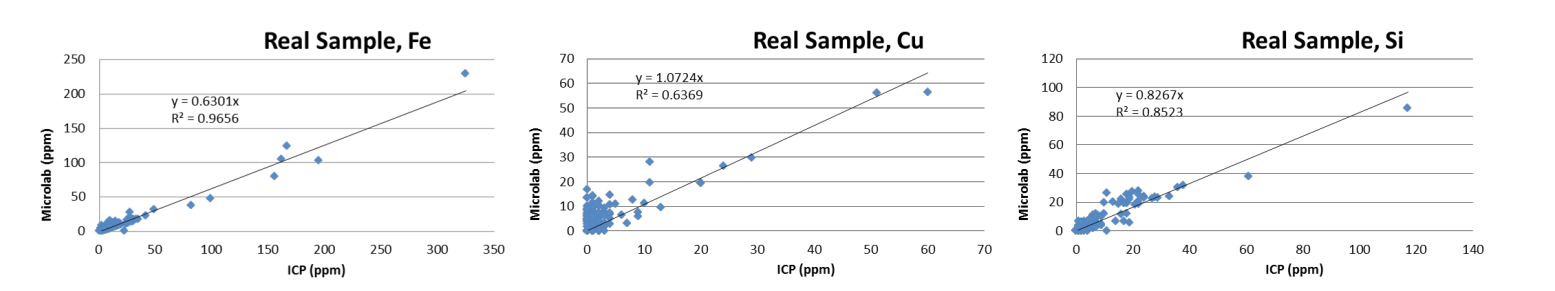 Real Sample, Fe
250
200
150
100
50
0
y = 0.6301x
R² = 0.9656
Microlab (ppm)
0 50 100 150 200 250 300 350
ICP (ppm)
Real Sample, Cu
70
60
50
40
30
20
10
0
y = 1.0724x
R² = 0.6369
Microlab (ppm)
0 10 20 30 40 50 60 70
ICP (ppm)
Real Sample, Si
120
100
80
60
40
20
0
y = 0.8267x
R² = 0.8523
Microlab (ppm)
0 20 40 60 80 100 120 140
ICP (ppm)